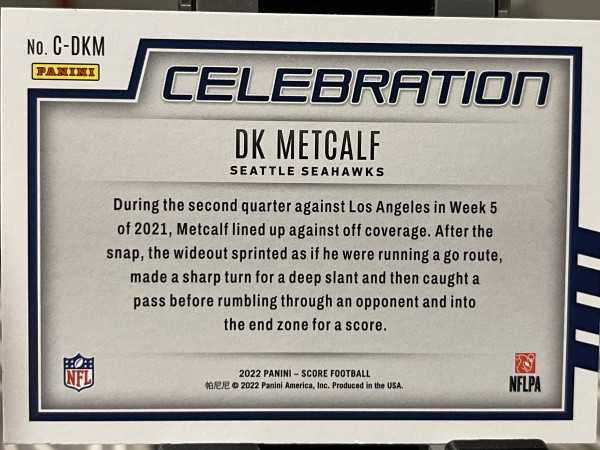 No. C-DKM
PANINI
CELEBRATION
DK METCALF
SEATTLE SEAHAWKS
During the second quarter against Los Angeles in Week 5
of 2021, Metcalf lined up against off coverage. After the
snap, the wideout sprinted as if he were running a go route,
made a sharp turn for a deep slant and then caught a
pass before rumbling through an opponent and into
the end zone for a score.
NFL
2022 PANINI – SCORE FOOTBALL
帕尼尼 © 2022 Panini America, Inc. Produced in the USA.
NFLPA